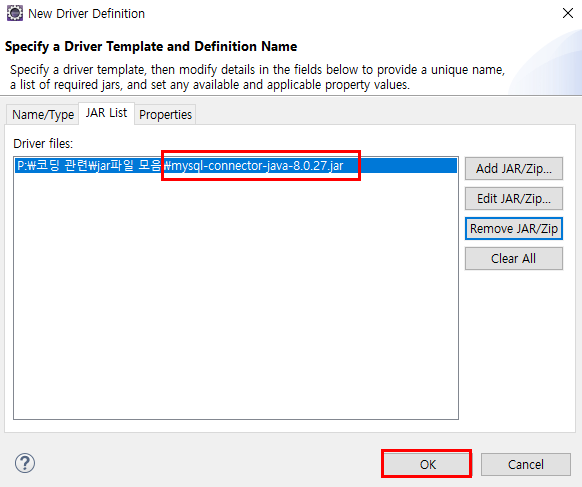 New Driver Definition
Specify a Driver Template and Definition Name
Specify a driver template, then modify details in the fields below to provide a unique name,
a list of required jars, and set any available and applicable property values.
Name/Type JAR List Properties
Driver files:
P:₩코딩 관련₩jar파일 모음₩mysql-connector-java-8.0.27.jar
Add JAR/Zip...
Edit JAR/Zip...
Remove JAR/Zip
Clear All
?
OK Cancel